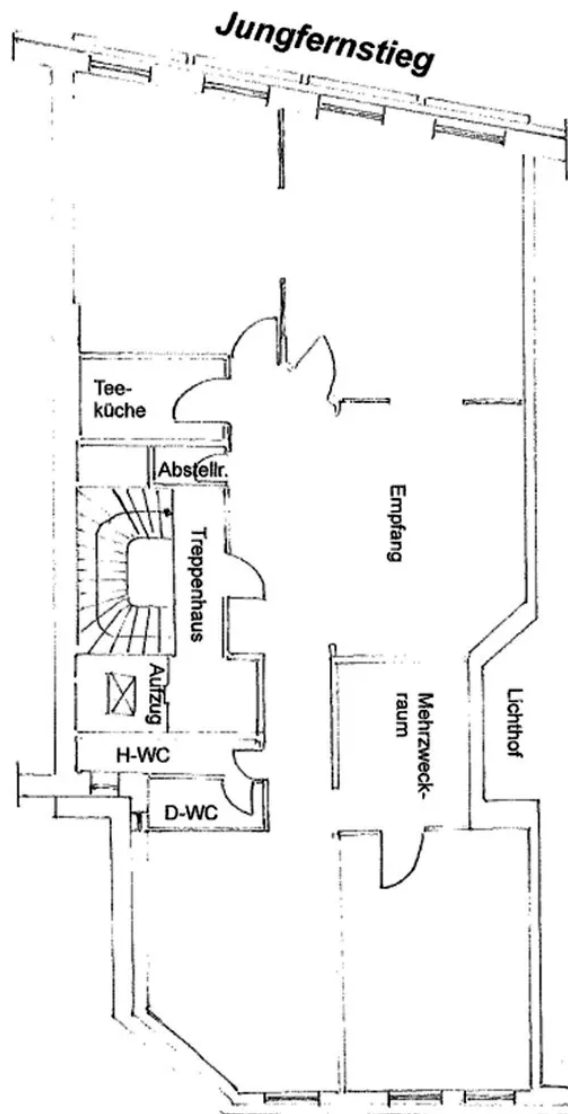 Jungfernstieg
Tee-
küche
Abstellr.
Empfang
Treppenhaus
Aufzug
Mehrzweck-
raum
Lichthof
H-WC
D-WC